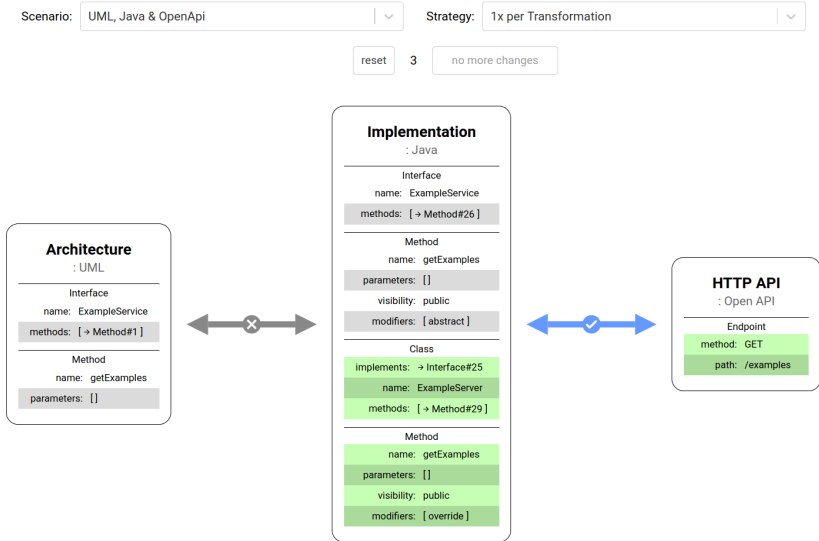 Scenario: UML, Java & OpenApi Strategy: 1x per Transformation
reset 3 no more changes
Architecture
: UML
Interface
name: ExampleService
methods: [ → Method#1 ]
Method
name: getExamples
parameters: [ ]
Implementation
: Java
Interface
name: ExampleService
methods: [ → Method#26 ]
Method
name: getExamples
parameters: [ ]
visibility: public
modifiers: [ abstract ]
Class
implements: → Interface#25
name: ExampleServer
methods: [ → Method#29 ]
Method
name: getExamples
parameters: [ ]
visibility: public
modifiers: [ override ]
HTTP API
: Open API
Endpoint
method: GET
path: /examples